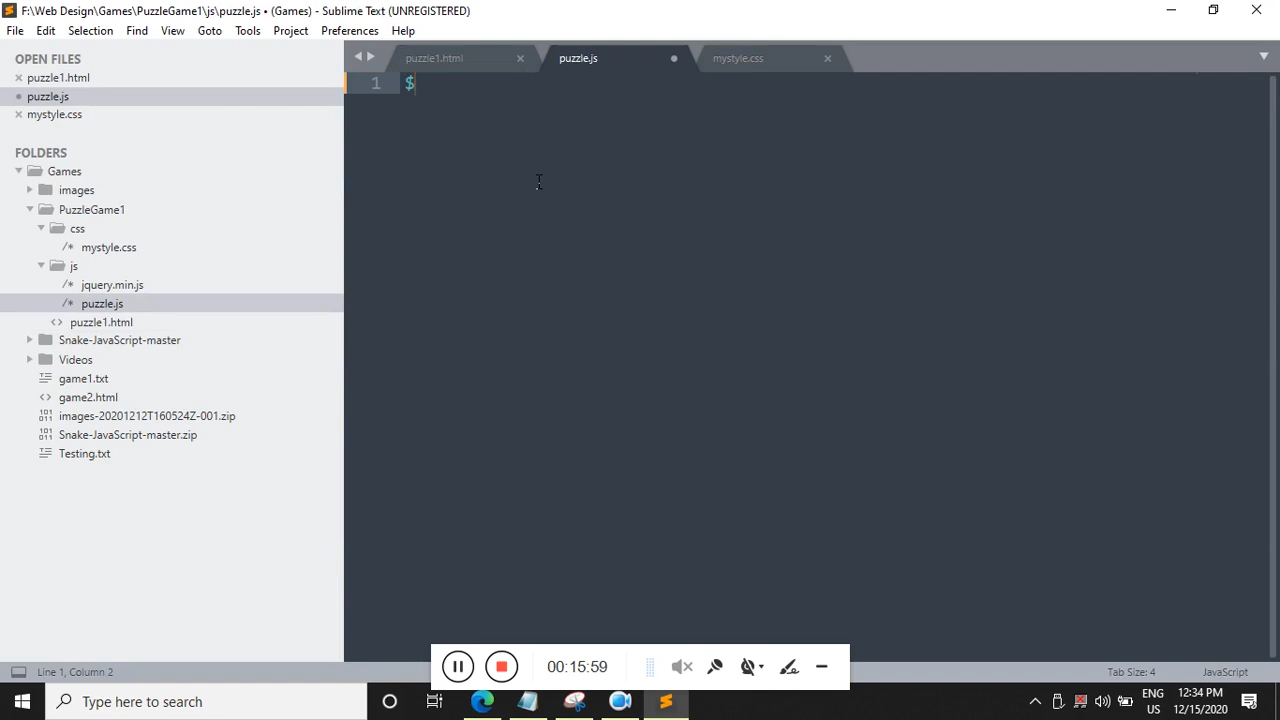 F:\Web Design\Games\PuzzleGame1\js\puzzle.js • (Games) - Sublime Text (UNREGISTERED)
File Edit Selection Find View Goto Tools Project Preferences Help
OPEN FILES
puzzle1.html
puzzle.js
mystyle.css
FOLDERS
Games
images
PuzzleGame1
css
/* mystyle.css
js
/* jquery.min.js
/* puzzle.js
<> puzzle1.html
Snake-JavaScript-master
Videos
game1.txt
<> game2.html
images-20201212T160524Z-001.zip
Snake-JavaScript-master.zip
Testing.txt
puzzle1.html puzzle.js mystyle.css
1 $
00:15:59
Line 1, Column 2 Tab Size: 4 JavaScript
Type here to search
ENG US
12:34 PM
12/15/2020